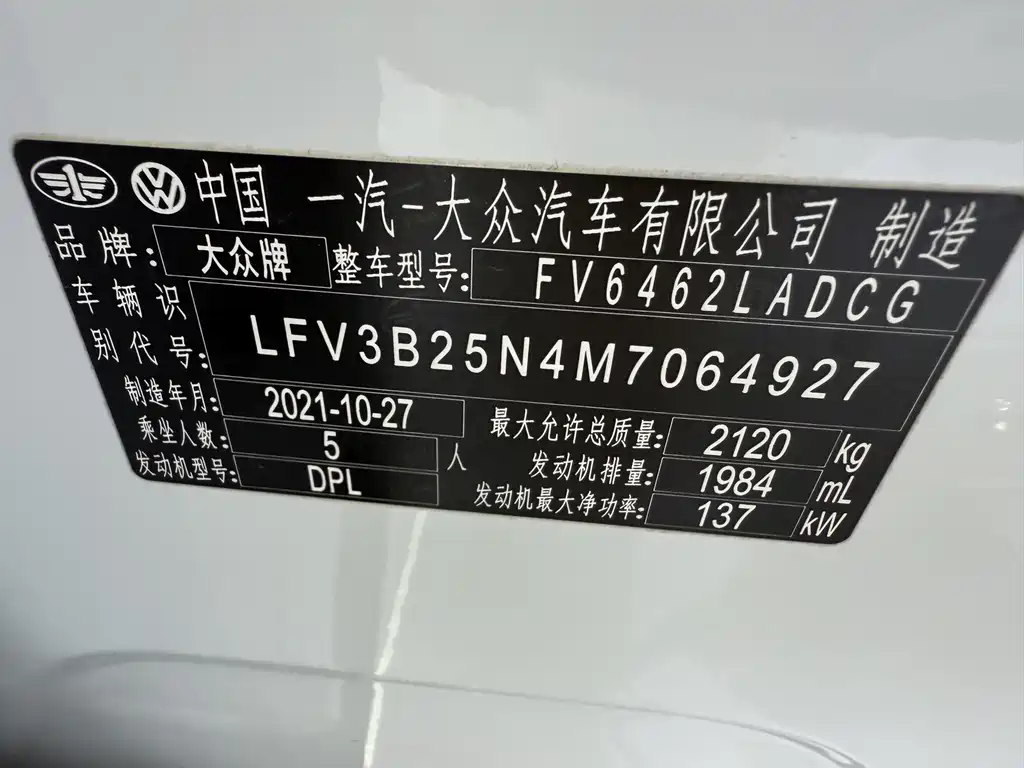 中国 一汽-大众汽车有限公司 制造
品牌: 大众牌 整车型号: FV6462LADCG
车辆识别代号: LFV3B25N4M7064927
制造年月: 2021-10-27 最大允许总质量: 2120 kg
乘坐人数: 5 人 发动机排量: 1984 mL
发动机型号: DPL 发动机最大净功率: 137 kW